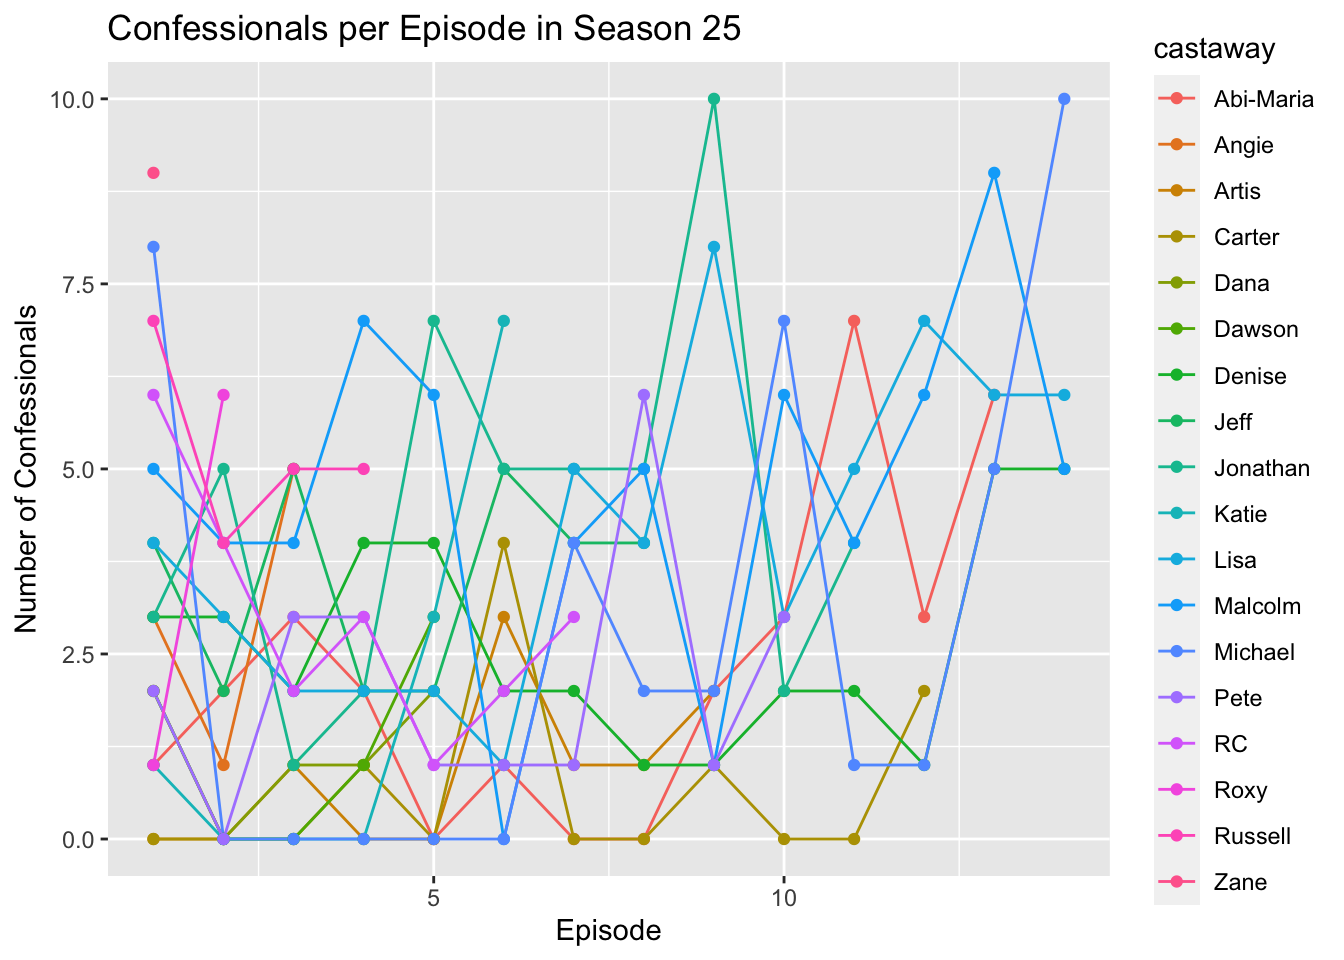 Confessionals per Episode in Season 25
Number of Confessionals
10.0
7.5
5.0
2.5
0.0
5
10
Episode
castaway
Abi-Maria
Angie
Artis
Carter
Dana
Dawson
Denise
Jeff
Jonathan
Katie
Lisa
Malcolm
Michael
Pete
RC
Roxy
Russell
Zane